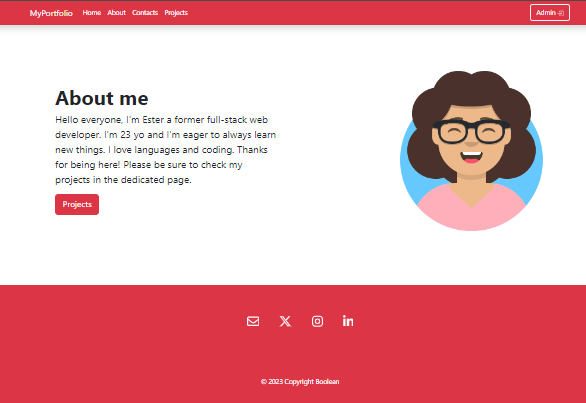 MyPortfolio Home About Contacts Projects Admin
About me
Hello everyone, I'm Ester a former full-stack web
developer. I'm 23 yo and I'm eager to always learn
new things. I love languages and coding. Thanks
for being here! Please be sure to check my
projects in the dedicated page.
Projects
© 2023 Copyright Boolean